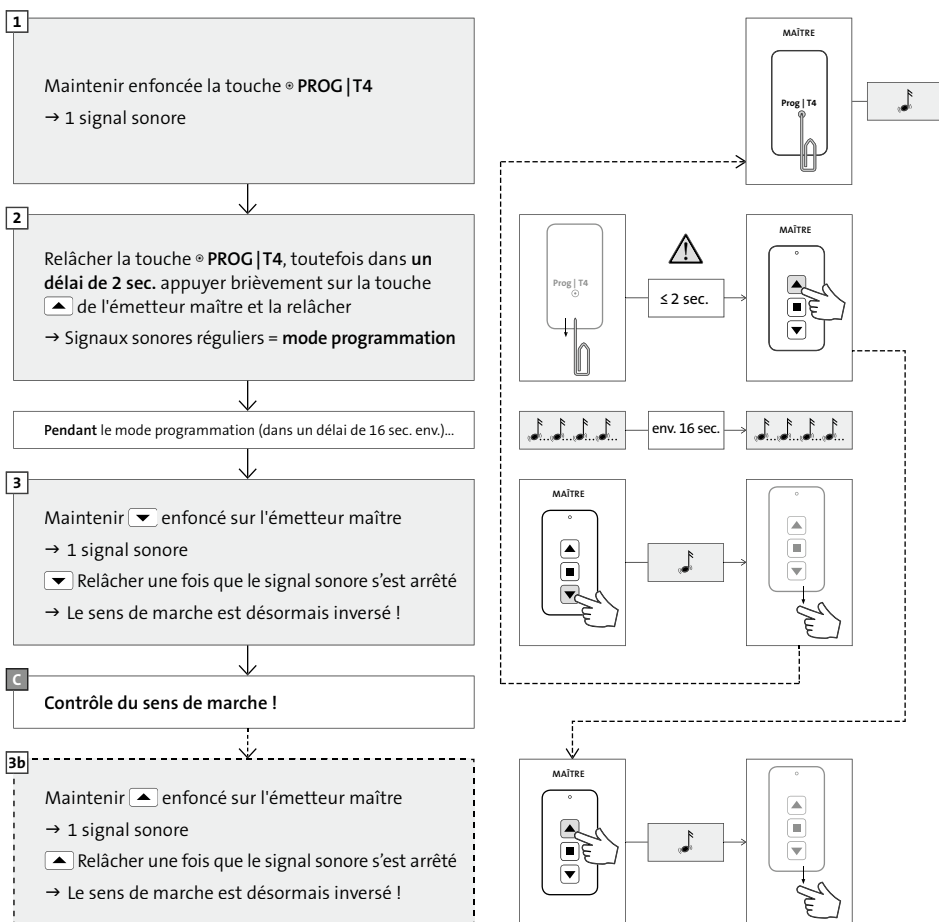 1
Maintenir enfoncée la touche ⊙ PROG|T4
→ 1 signal sonore
MAÎTRE
Prog | T4
2
Relâcher la touche ⊙ PROG|T4, toutefois dans un
délai de 2 sec. appuyer brièvement sur la touche
▲ de l'émetteur maître et la relâcher
→ Signaux sonores réguliers = mode programmation
Prog | T4
≤ 2 sec.
MAÎTRE
Pendant le mode programmation (dans un délai de 16 sec. env.)...
env. 16 sec.
3
Maintenir ▼ enfoncé sur l'émetteur maître
→ 1 signal sonore
▼ Relâcher une fois que le signal sonore s’est arrêté
→ Le sens de marche est désormais inversé !
MAÎTRE
C
Contrôle du sens de marche !
3b
Maintenir ▲ enfoncé sur l'émetteur maître
→ 1 signal sonore
▲ Relâcher une fois que le signal sonore s’est arrêté
→ Le sens de marche est désormais inversé !
MAÎTRE